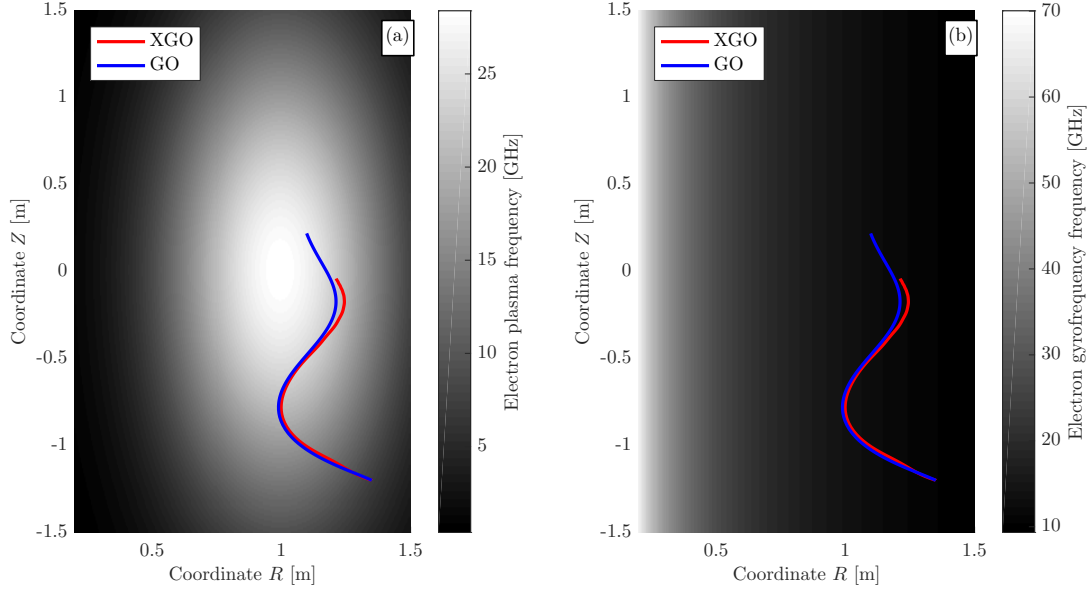 (a)
XGO
GO
1.5
1
0.5
0
-0.5
-1
-1.5
Coordinate Z [m]
0.5
1
1.5
Coordinate R [m]
25
20
15
10
5
Electron plasma frequency [GHz]
(b)
XGO
GO
1.5
1
0.5
0
-0.5
-1
-1.5
Coordinate Z [m]
0.5
1
1.5
Coordinate R [m]
70
60
50
40
30
20
10
Electron gyrofrequency frequency [GHz]